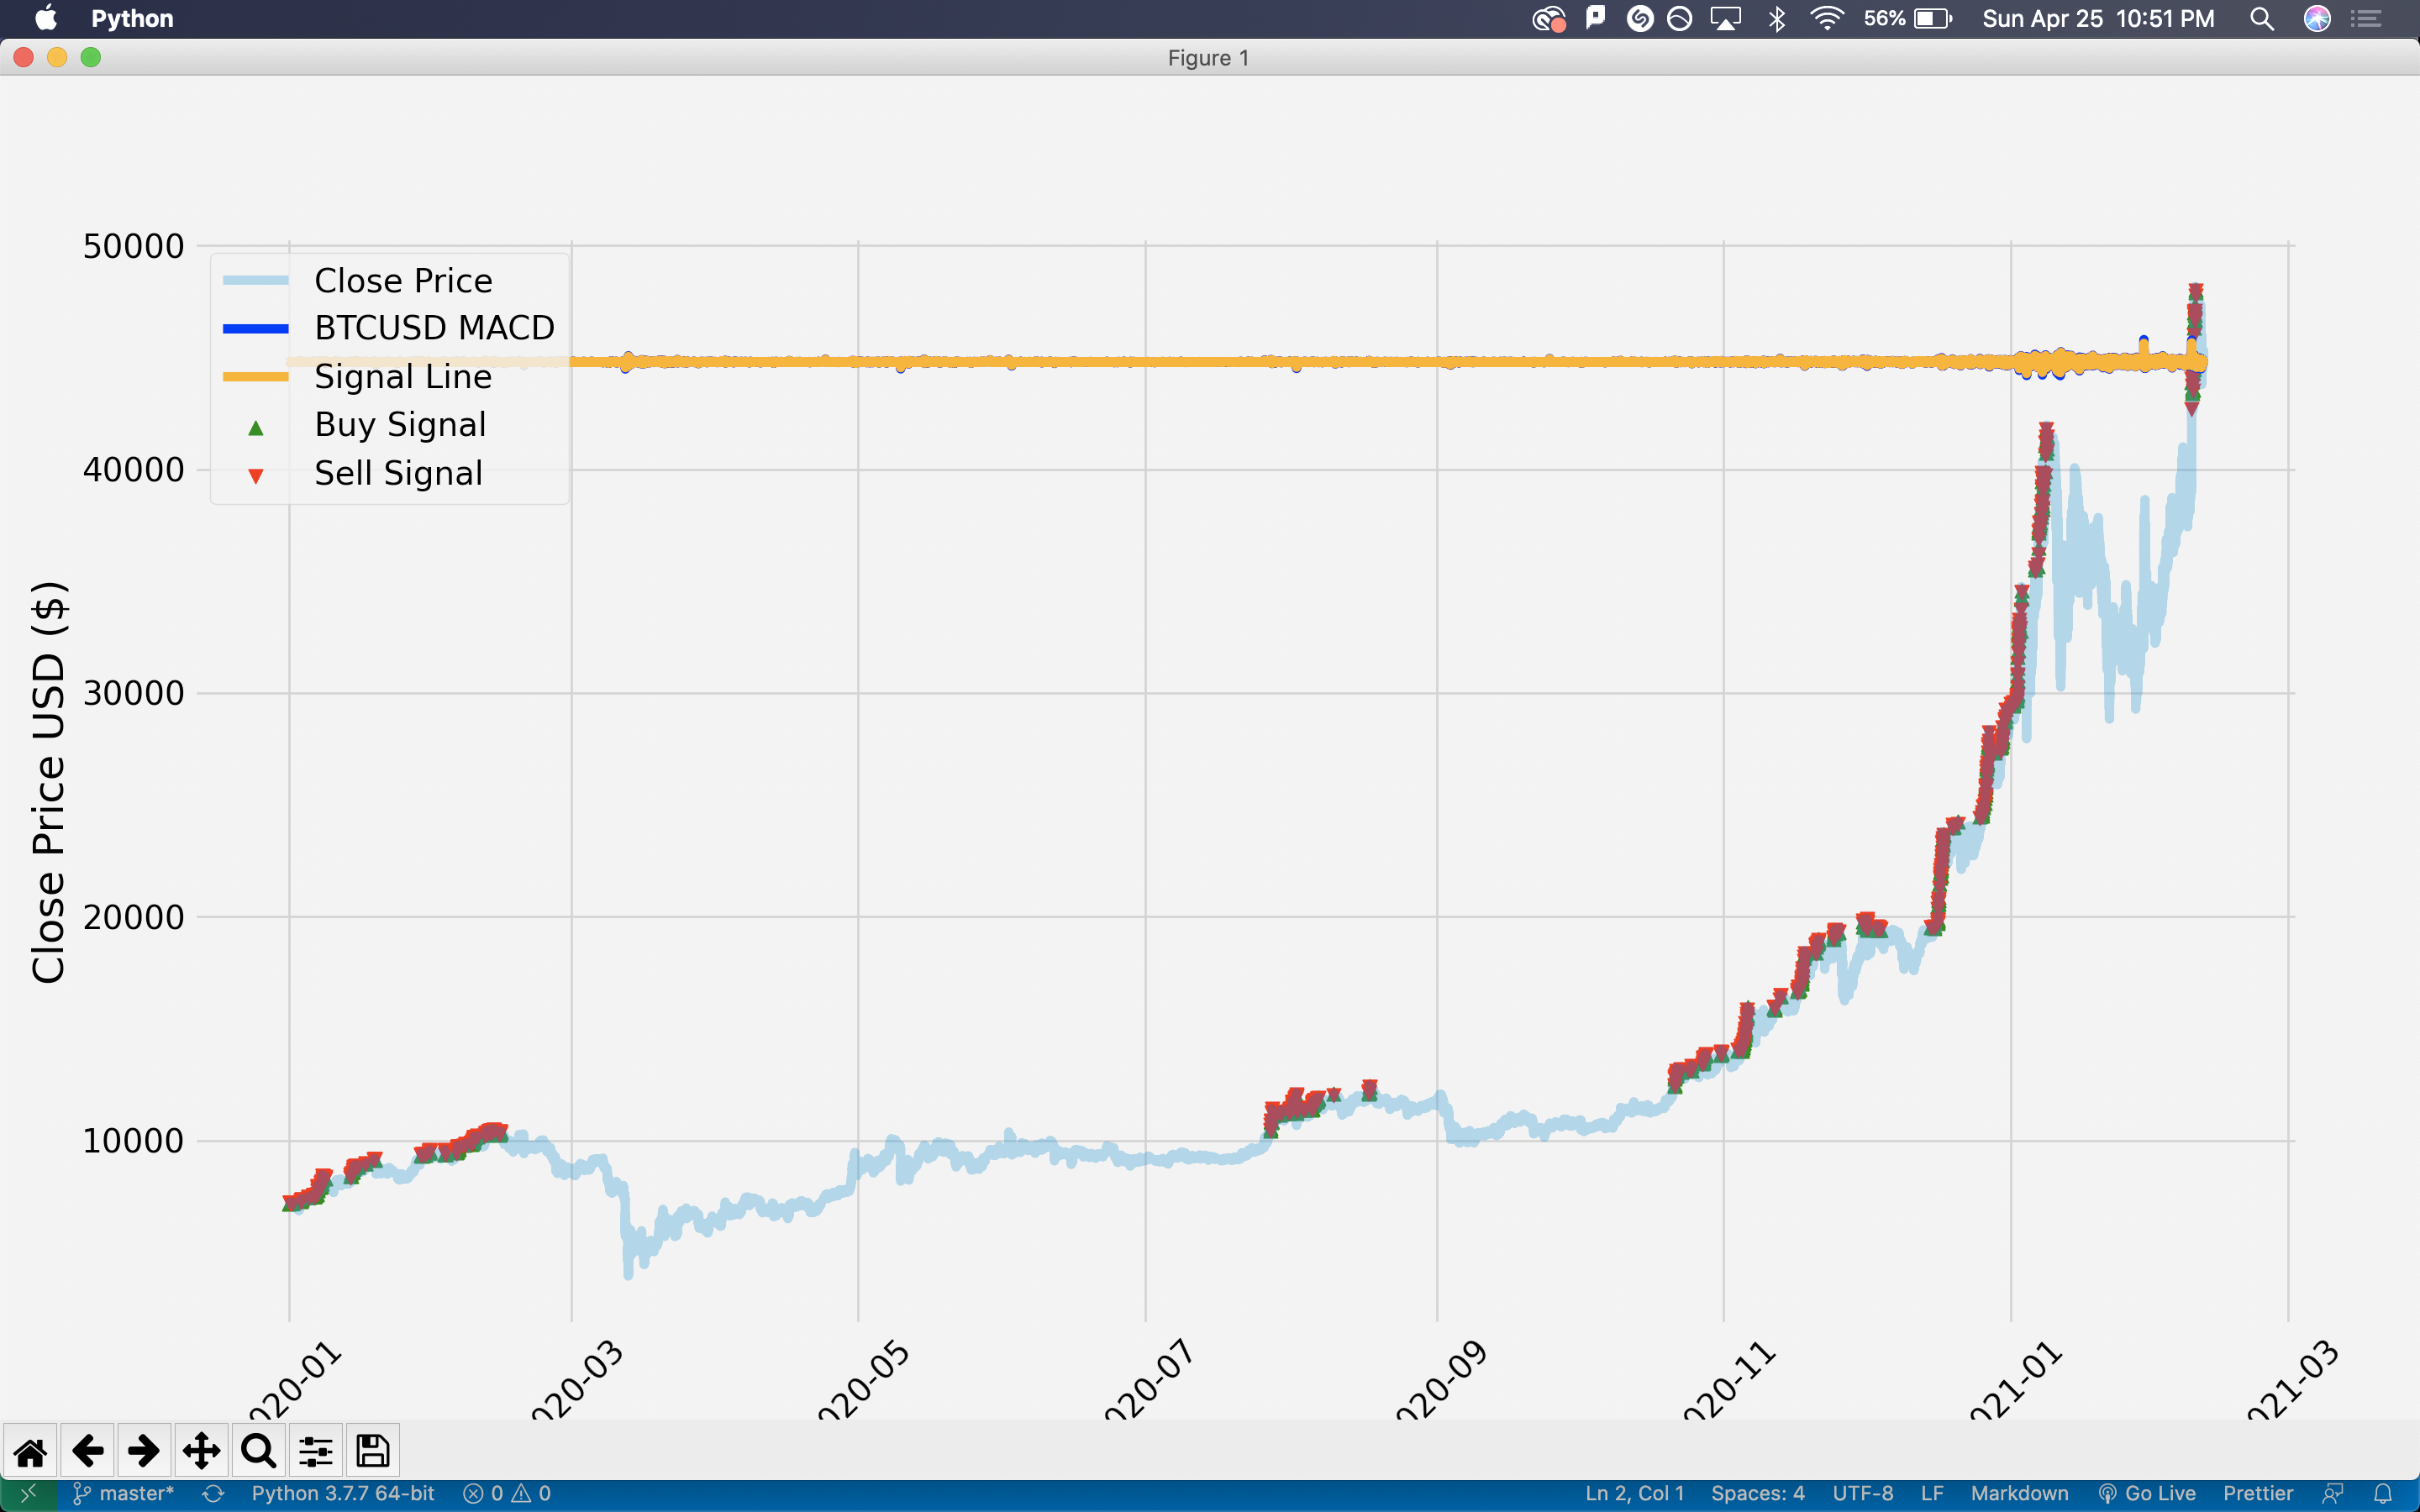 Python
56%
Sun Apr 25 10:51 PM
Figure 1
50000
Close Price
BTCUSD MACD
Signal Line
Buy Signal
Sell Signal
40000
30000
20000
10000
Close Price USD ($)
020-01
020-03
020-05
020-07
020-09
020-11
021-01
021-03
master*
Python 3.7.7 64-bit
0
0
Ln 2, Col 1
Spaces: 4
UTF-8
LF
Markdown
Go Live
Prettier